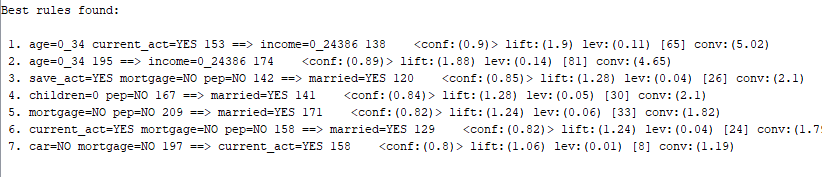 Best rules found:
1. age=0_34 current_act=YES 153 ==> income=0_24386 138    <conf:(0.9)> lift:(1.9) lev:(0.11) [65] conv:(5.02)
2. age=0_34 195 ==> income=0_24386 174    <conf:(0.89)> lift:(1.88) lev:(0.14) [81] conv:(4.65)
3. save_act=YES mortgage=NO pep=NO 142 ==> married=YES 120    <conf:(0.85)> lift:(1.28) lev:(0.04) [26] conv:(2.1)
4. children=0 pep=NO 167 ==> married=YES 141    <conf:(0.84)> lift:(1.28) lev:(0.05) [30] conv:(2.1)
5. mortgage=NO pep=NO 209 ==> married=YES 171    <conf:(0.82)> lift:(1.24) lev:(0.06) [33] conv:(1.82)
6. current_act=YES mortgage=NO pep=NO 158 ==> married=YES 129    <conf:(0.82)> lift:(1.24) lev:(0.04) [24] conv:(1.7
7. car=NO mortgage=NO 197 ==> current_act=YES 158    <conf:(0.8)> lift:(1.06) lev:(0.01) [8] conv:(1.19)